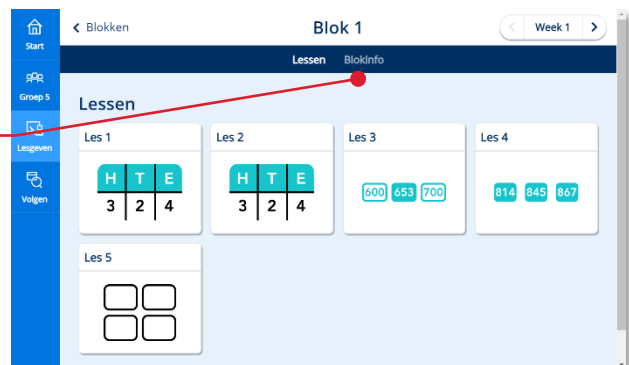 Start
Groep 5
Lesgeven
Volgen
Blokken
Blok 1
Week 1
Lessen Blokinfo
Lessen
Les 1
H T E
3 2 4
Les 2
H T E
3 2 4
Les 3
600 653 700
Les 4
814 845 867
Les 5